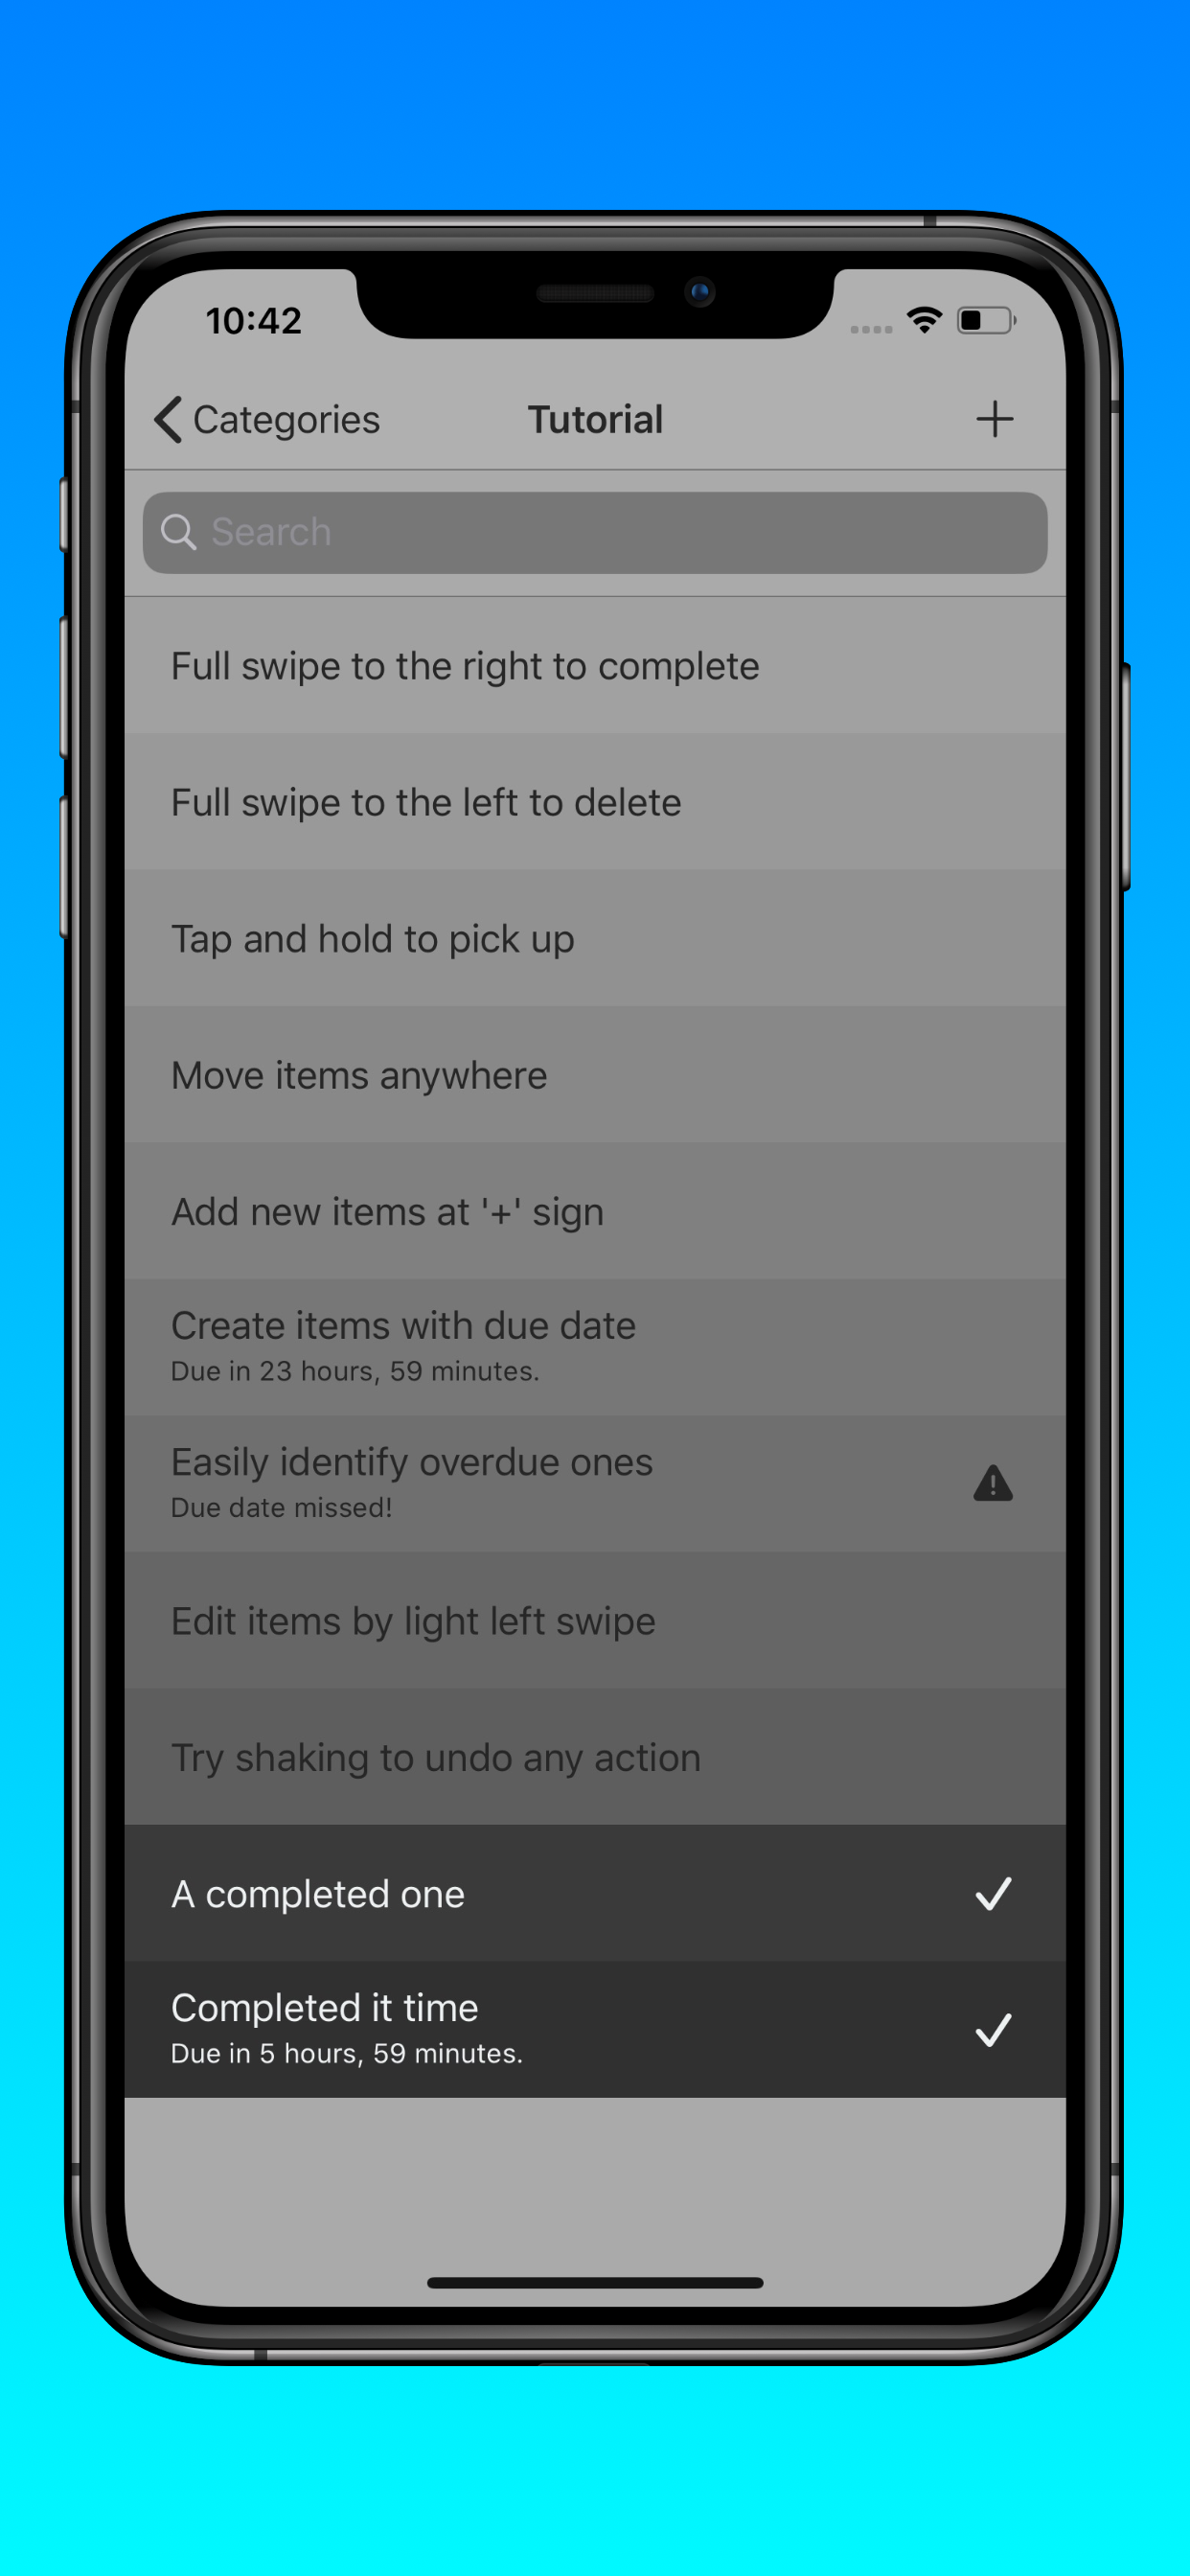 10:42
Categories
Tutorial
Search
Full swipe to the right to complete
Full swipe to the left to delete
Tap and hold to pick up
Move items anywhere
Add new items at '+' sign
Create items with due date
Due in 23 hours, 59 minutes.
Easily identify overdue ones
Due date missed!
Edit items by light left swipe
Try shaking to undo any action
A completed one
Completed it time
Due in 5 hours, 59 minutes.